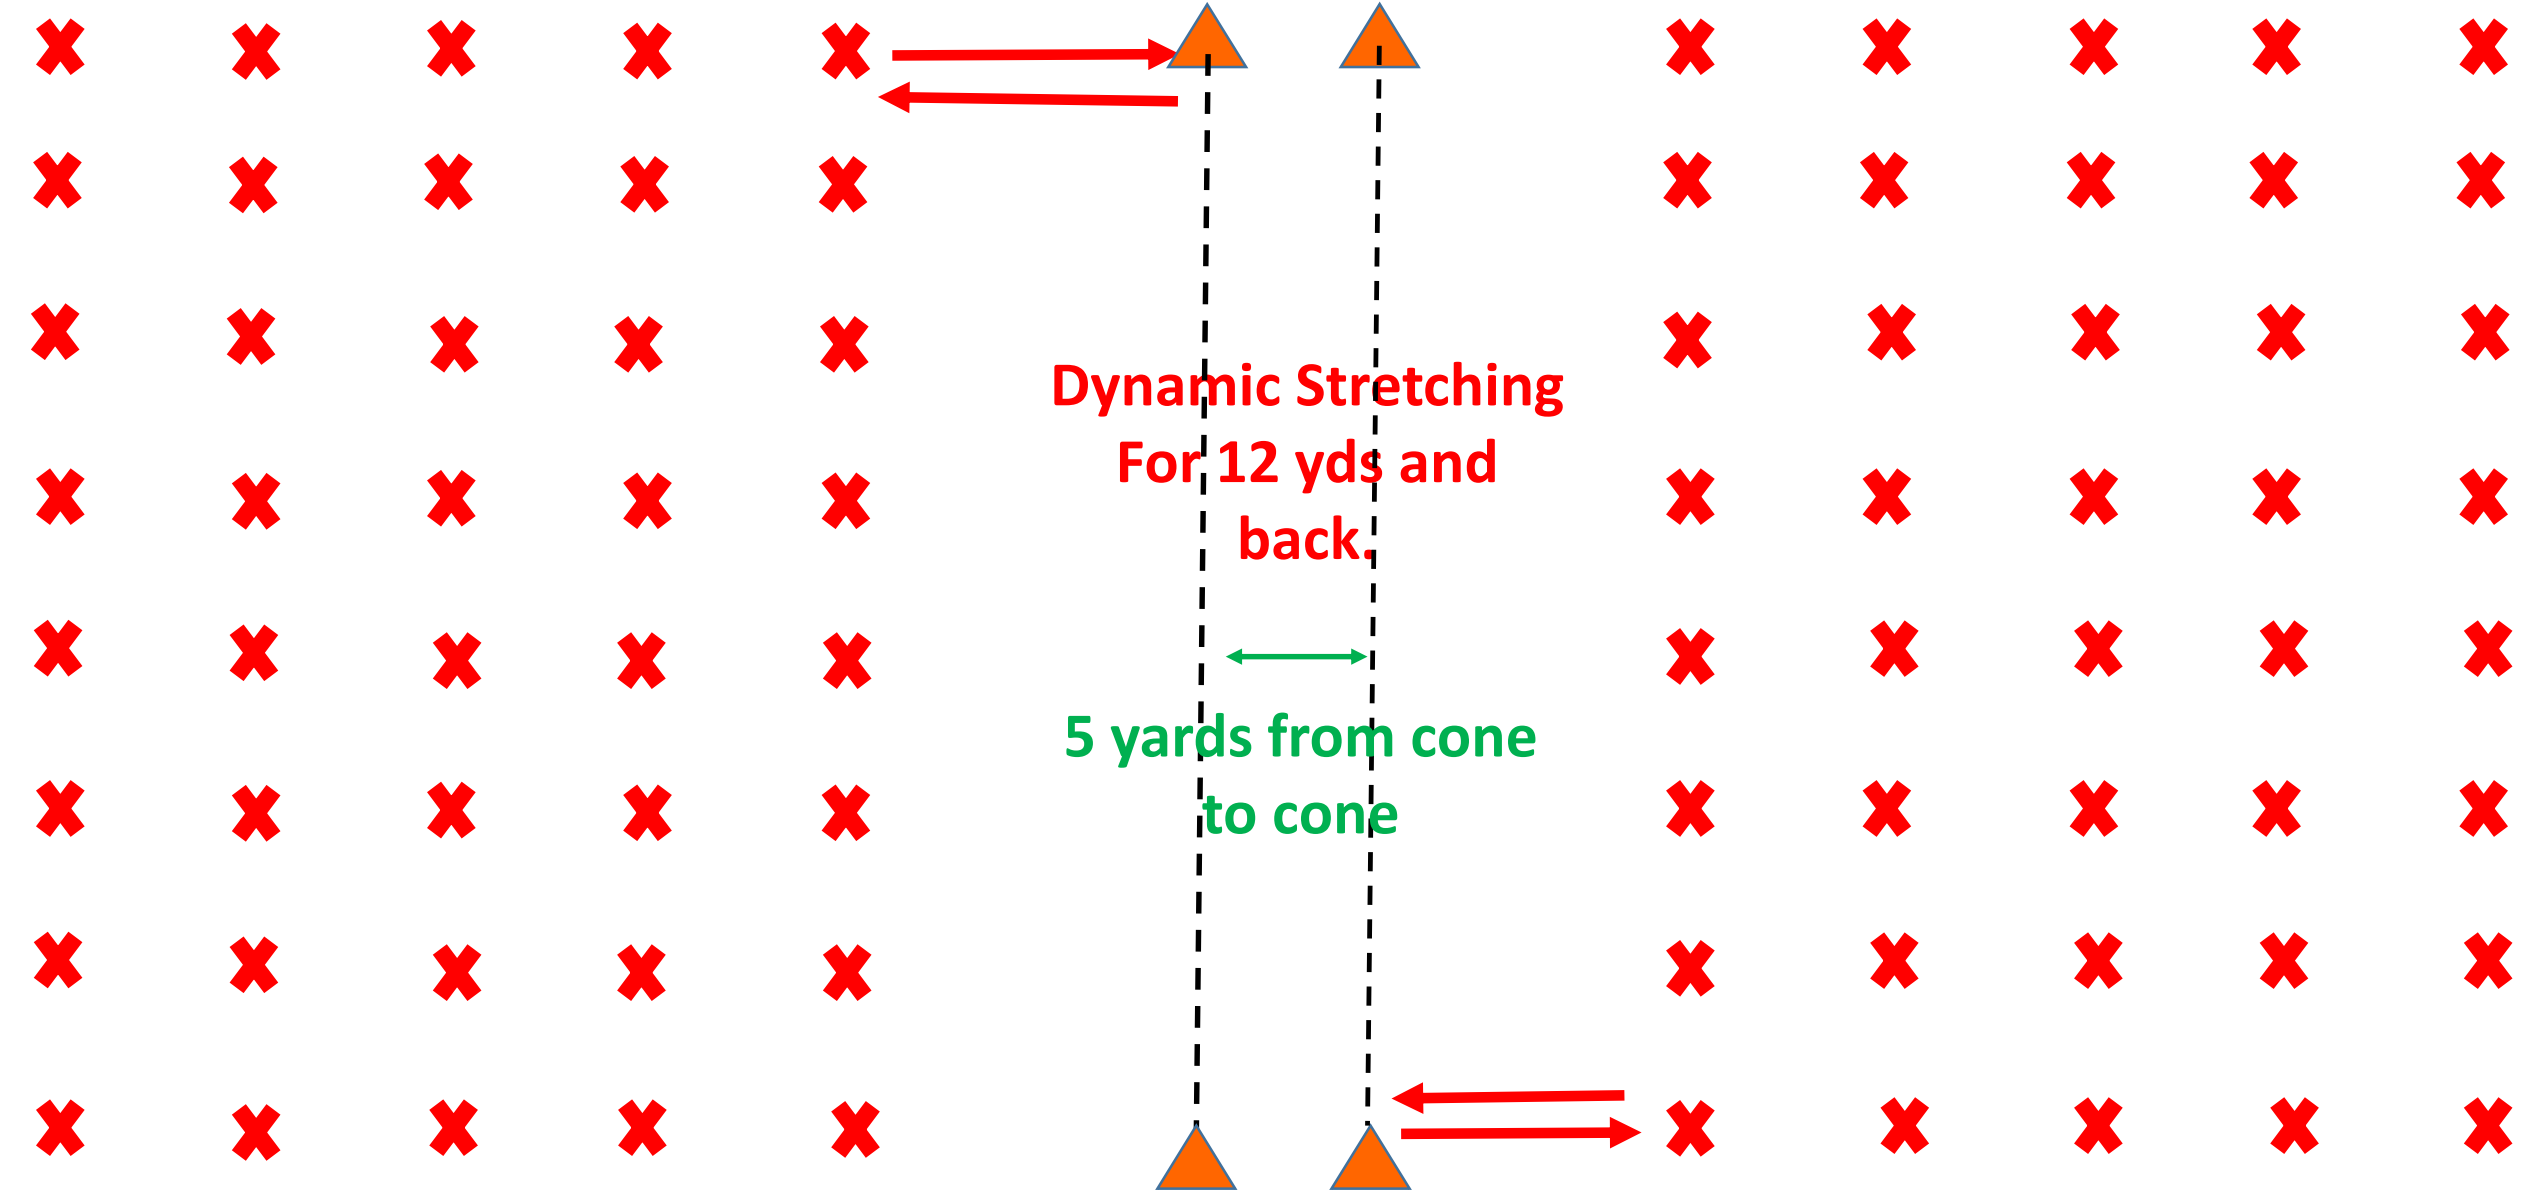 Dynamic Stretching
For 12 yds and
back.
5 yards from cone
to cone